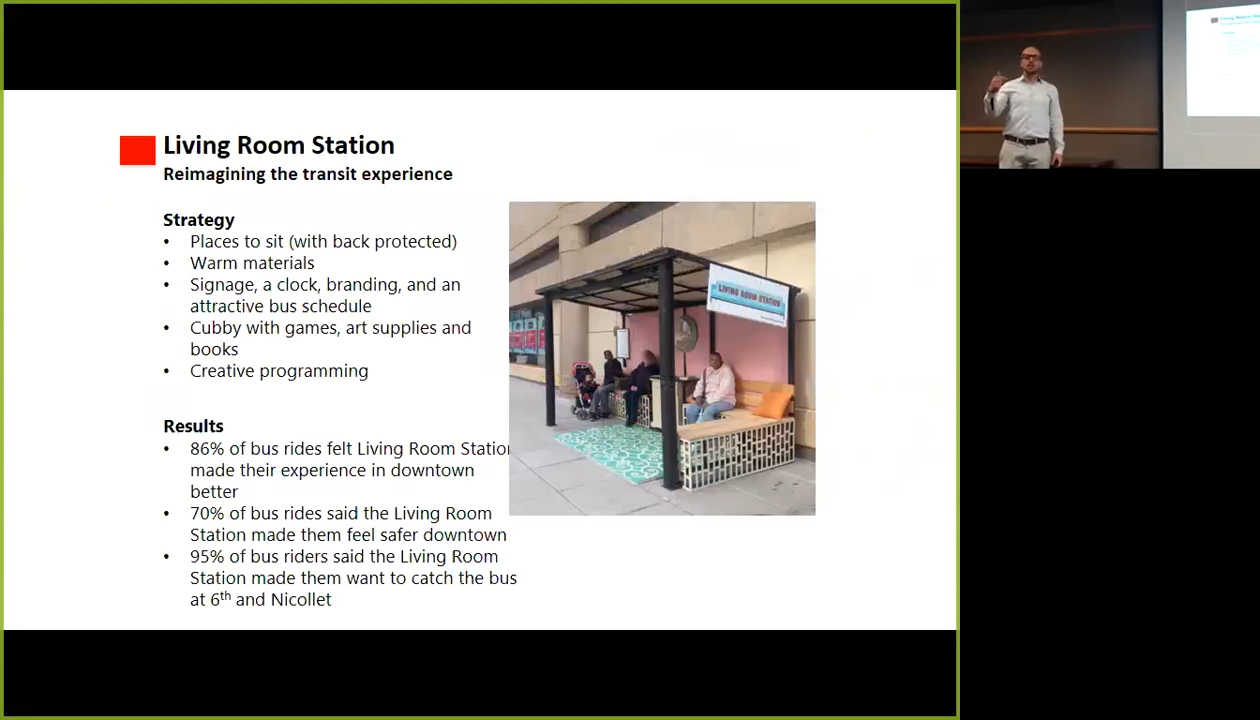 Living Room Station
Reimagining the transit experience
Strategy
• Places to sit (with back protected)
• Warm materials
• Signage, a clock, branding, and an
attractive bus schedule
• Cubby with games, art supplies and
books
• Creative programming
Results
• 86% of bus rides felt Living Room Station
made their experience in downtown
better
• 70% of bus rides said the Living Room
Station made them feel safer downtown
• 95% of bus riders said the Living Room
Station made them want to catch the bus
at 6th and Nicollet
LIVING ROOM STATION